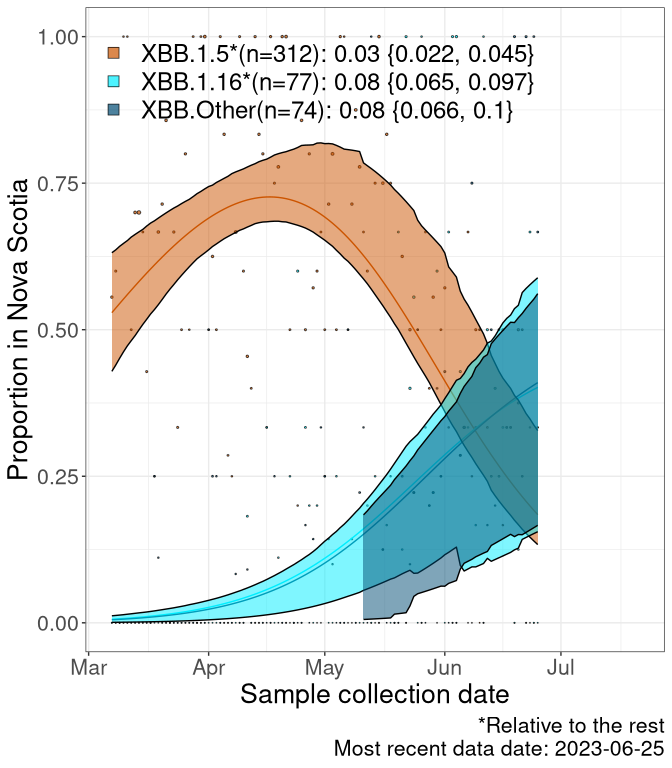 1.00
XBB.1.5*(n=312): 0.03 {0.022, 0.045}
XBB.1.16*(n=77): 0.08 {0.065, 0.097}
XBB.Other(n=74): 0.08 {0.066, 0.1}
0.75
0.50
0.25
0.00
Proportion in Nova Scotia
Mar Apr May Jun Jul
Sample collection date
*Relative to the rest
Most recent data date: 2023-06-25